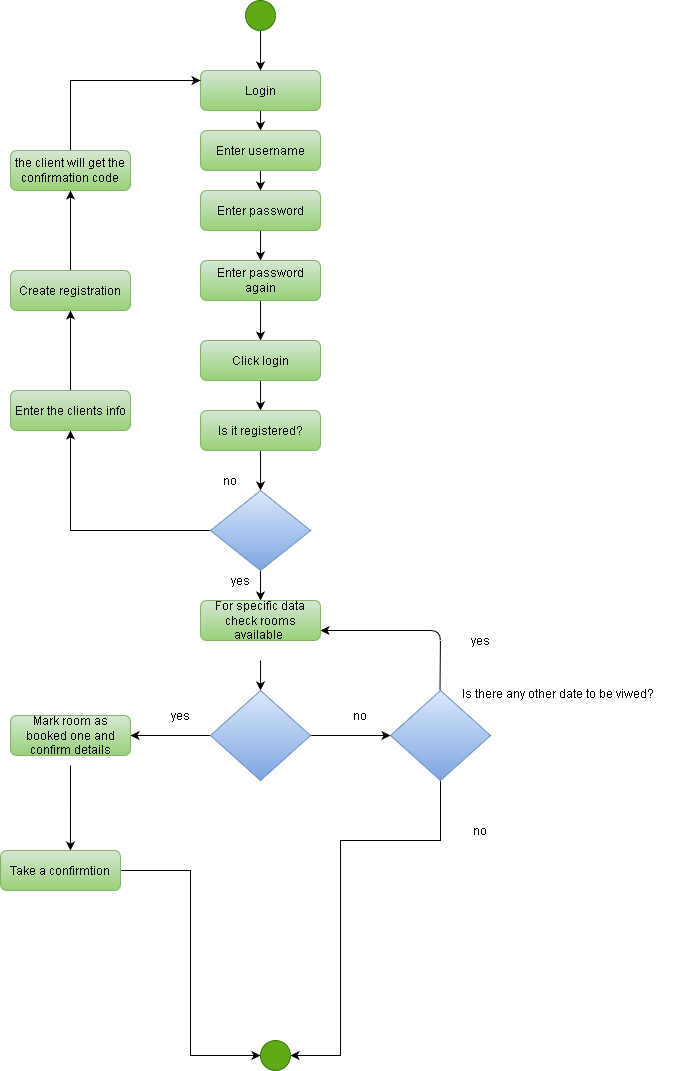 Login
Enter username
Enter password
Enter password
again
Click login
Is it registered?
the client will get the
confirmation code
Create registration
Enter the clients info
no
yes
For specific data
check rooms
available
yes
Is there any other date to be viwed?
yes
no
Mark room as
booked one and
confirm details
no
Take a confirmtion